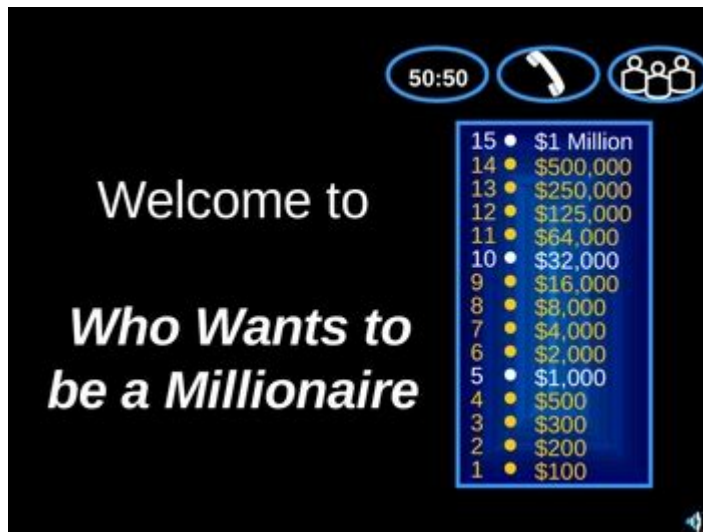 50:50
Welcome to
Who Wants to
be a Millionaire
15 • $1 Million
14 • $500,000
13 • $250,000
12 • $125,000
11 • $64,000
10 • $32,000
9 • $16,000
8 • $8,000
7 • $4,000
6 • $2,000
5 • $1,000
4 • $500
3 • $300
2 • $200
1 • $100